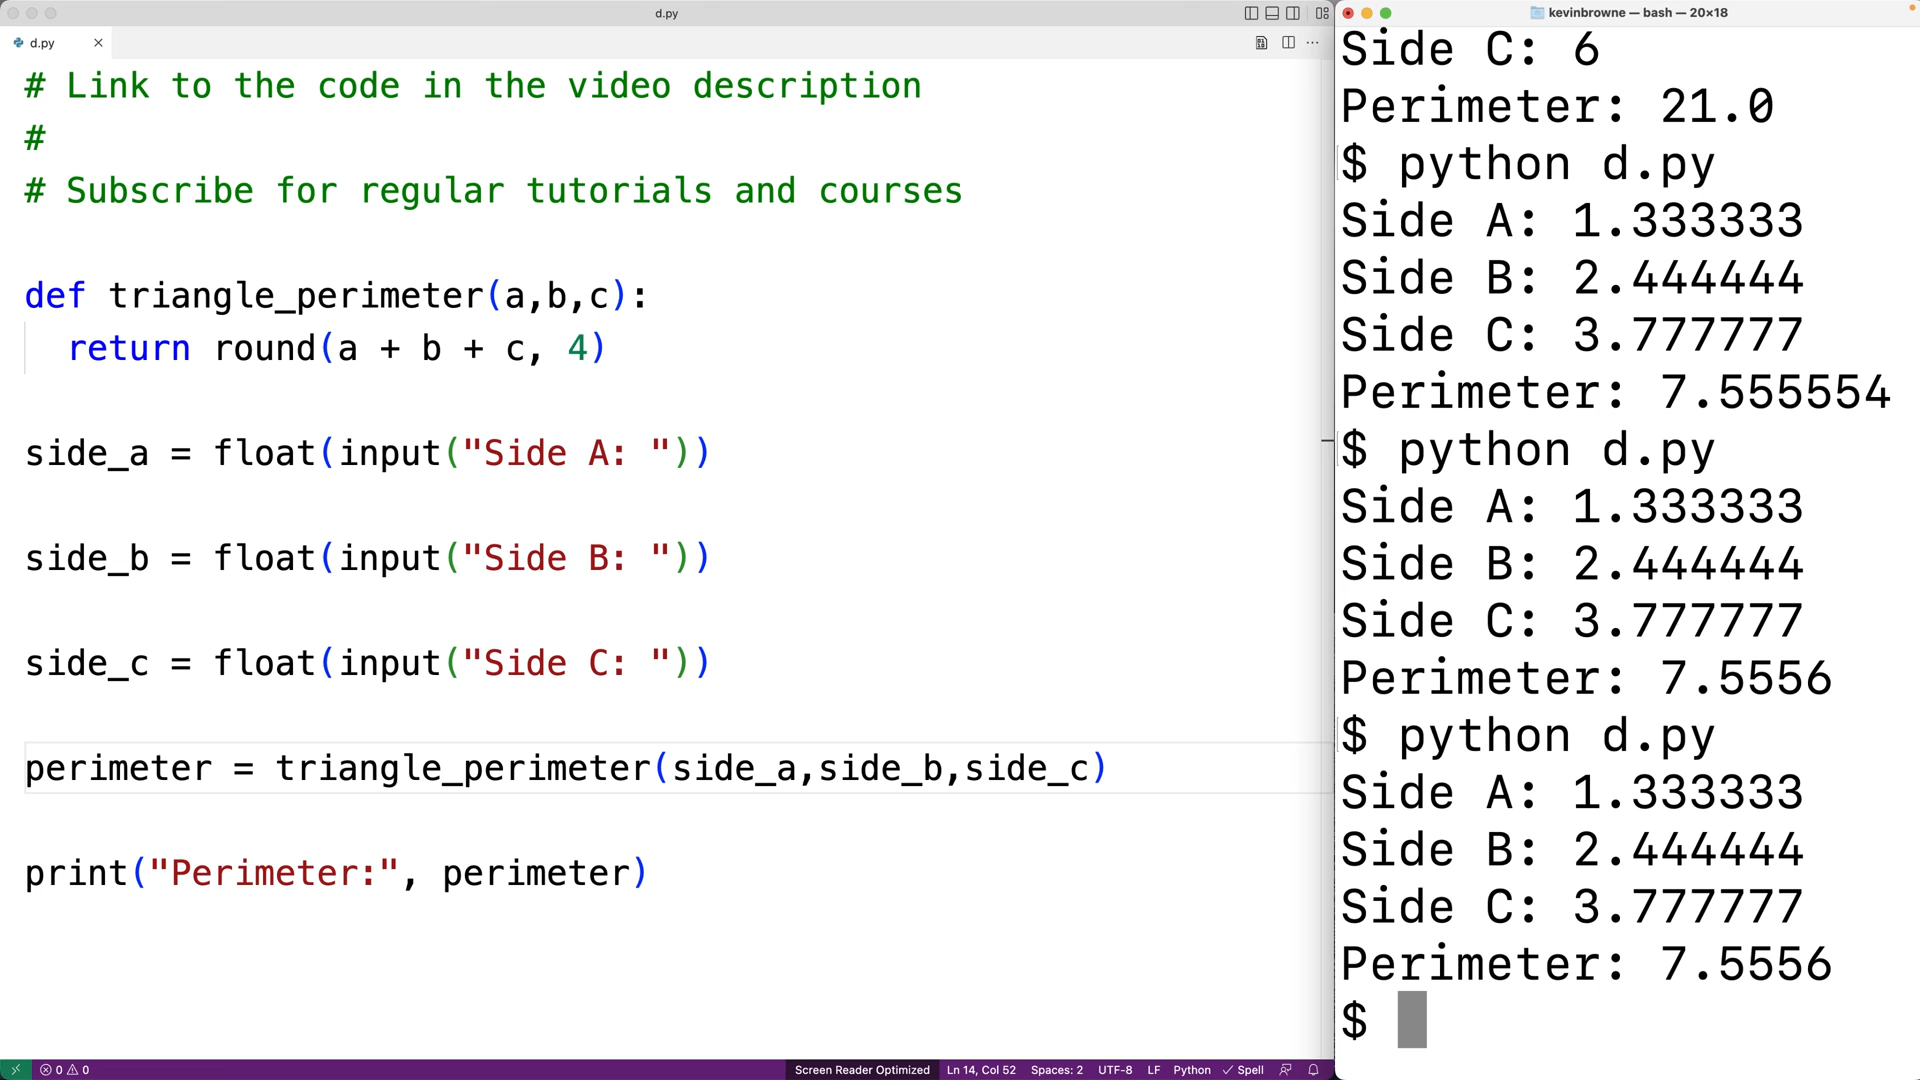 d.py
d.py
# Link to the code in the video description
#
# Subscribe for regular tutorials and courses
def triangle_perimeter(a,b,c):
return round(a + b + c, 4)
side_a = float(input("Side A: "))
side_b = float(input("Side B: "))
side_c = float(input("Side C: "))
perimeter = triangle_perimeter(side_a,side_b,side_c)
print("Perimeter:", perimeter)
0 0 Screen Reader Optimized Ln 14, Col 52 Spaces: 2 UTF-8 LF Python Spell
kevinbrowne — bash — 20×18
Side C: 6
Perimeter: 21.0
$ python d.py
Side A: 1.333333
Side B: 2.444444
Side C: 3.777777
Perimeter: 7.555554
$ python d.py
Side A: 1.333333
Side B: 2.444444
Side C: 3.777777
Perimeter: 7.5556
$ python d.py
Side A: 1.333333
Side B: 2.444444
Side C: 3.777777
Perimeter: 7.5556
$